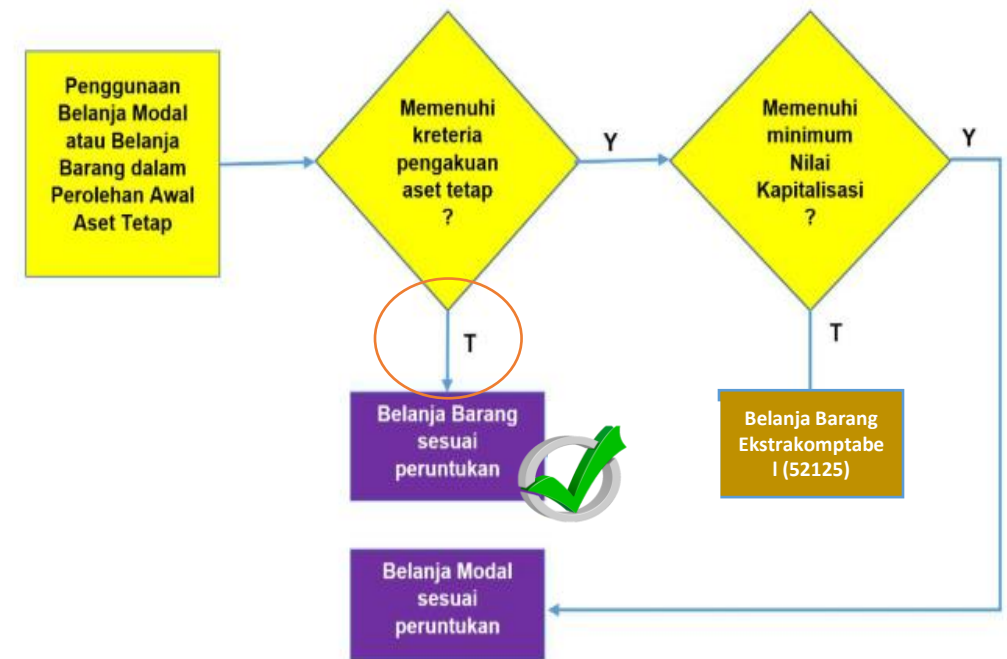 Penggunaan
Belanja Modal
atau Belanja
Barang dalam
Perolehan Awal
Aset Tetap
Memenuhi
kreteria
pengakuan
aset tetap
?
Y
Memenuhi
minimum
Nilai
Kapitalisasi
?
Y
T
T
Belanja Barang
sesuai
peruntukan
Belanja Barang
Ekstrakomptabe
l (52125)
Belanja Modal
sesuai
peruntukan